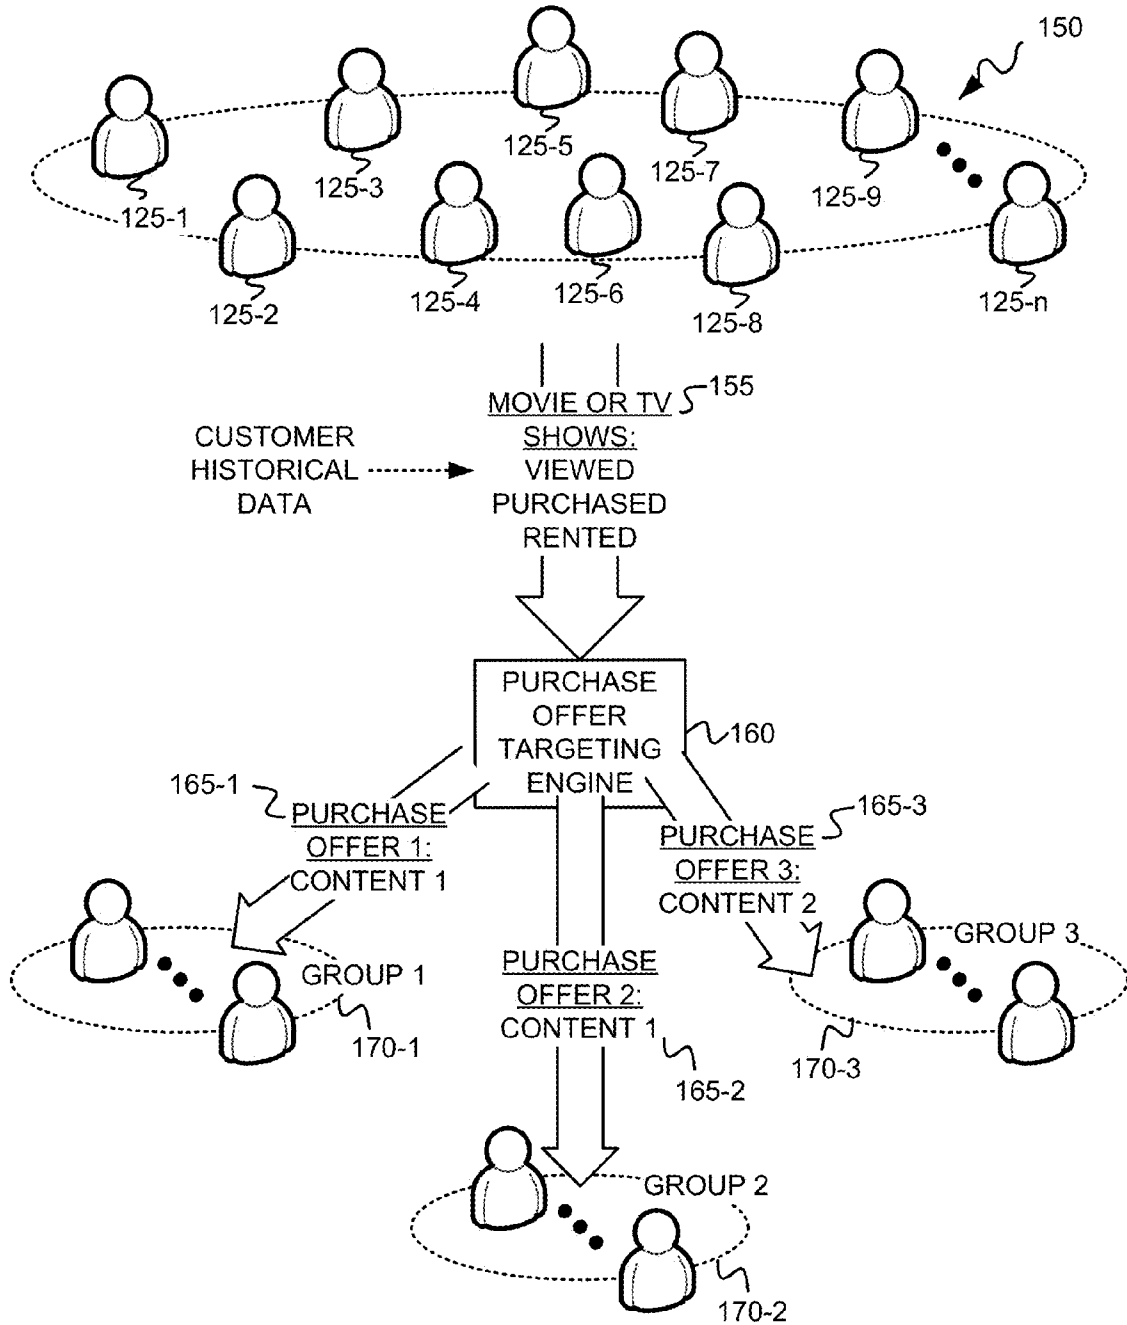 150
125-5
125-7
125-3
125-9
125-1
125-6
125-4
125-n
125-2
125-8
MOVIE OR TV
155
SHOWS:
VIEWED
PURCHASED
RENTED
CUSTOMER
HISTORICAL
DATA
PURCHASE
OFFER
TARGETING
ENGINE
160
165-1
PURCHASE
OFFER 1:
CONTENT 1
165-3
PURCHASE
OFFER 3:
CONTENT 2
GROUP 1
170-1
PURCHASE
OFFER 2:
CONTENT 1
165-2
GROUP 3
170-3
GROUP 2
170-2